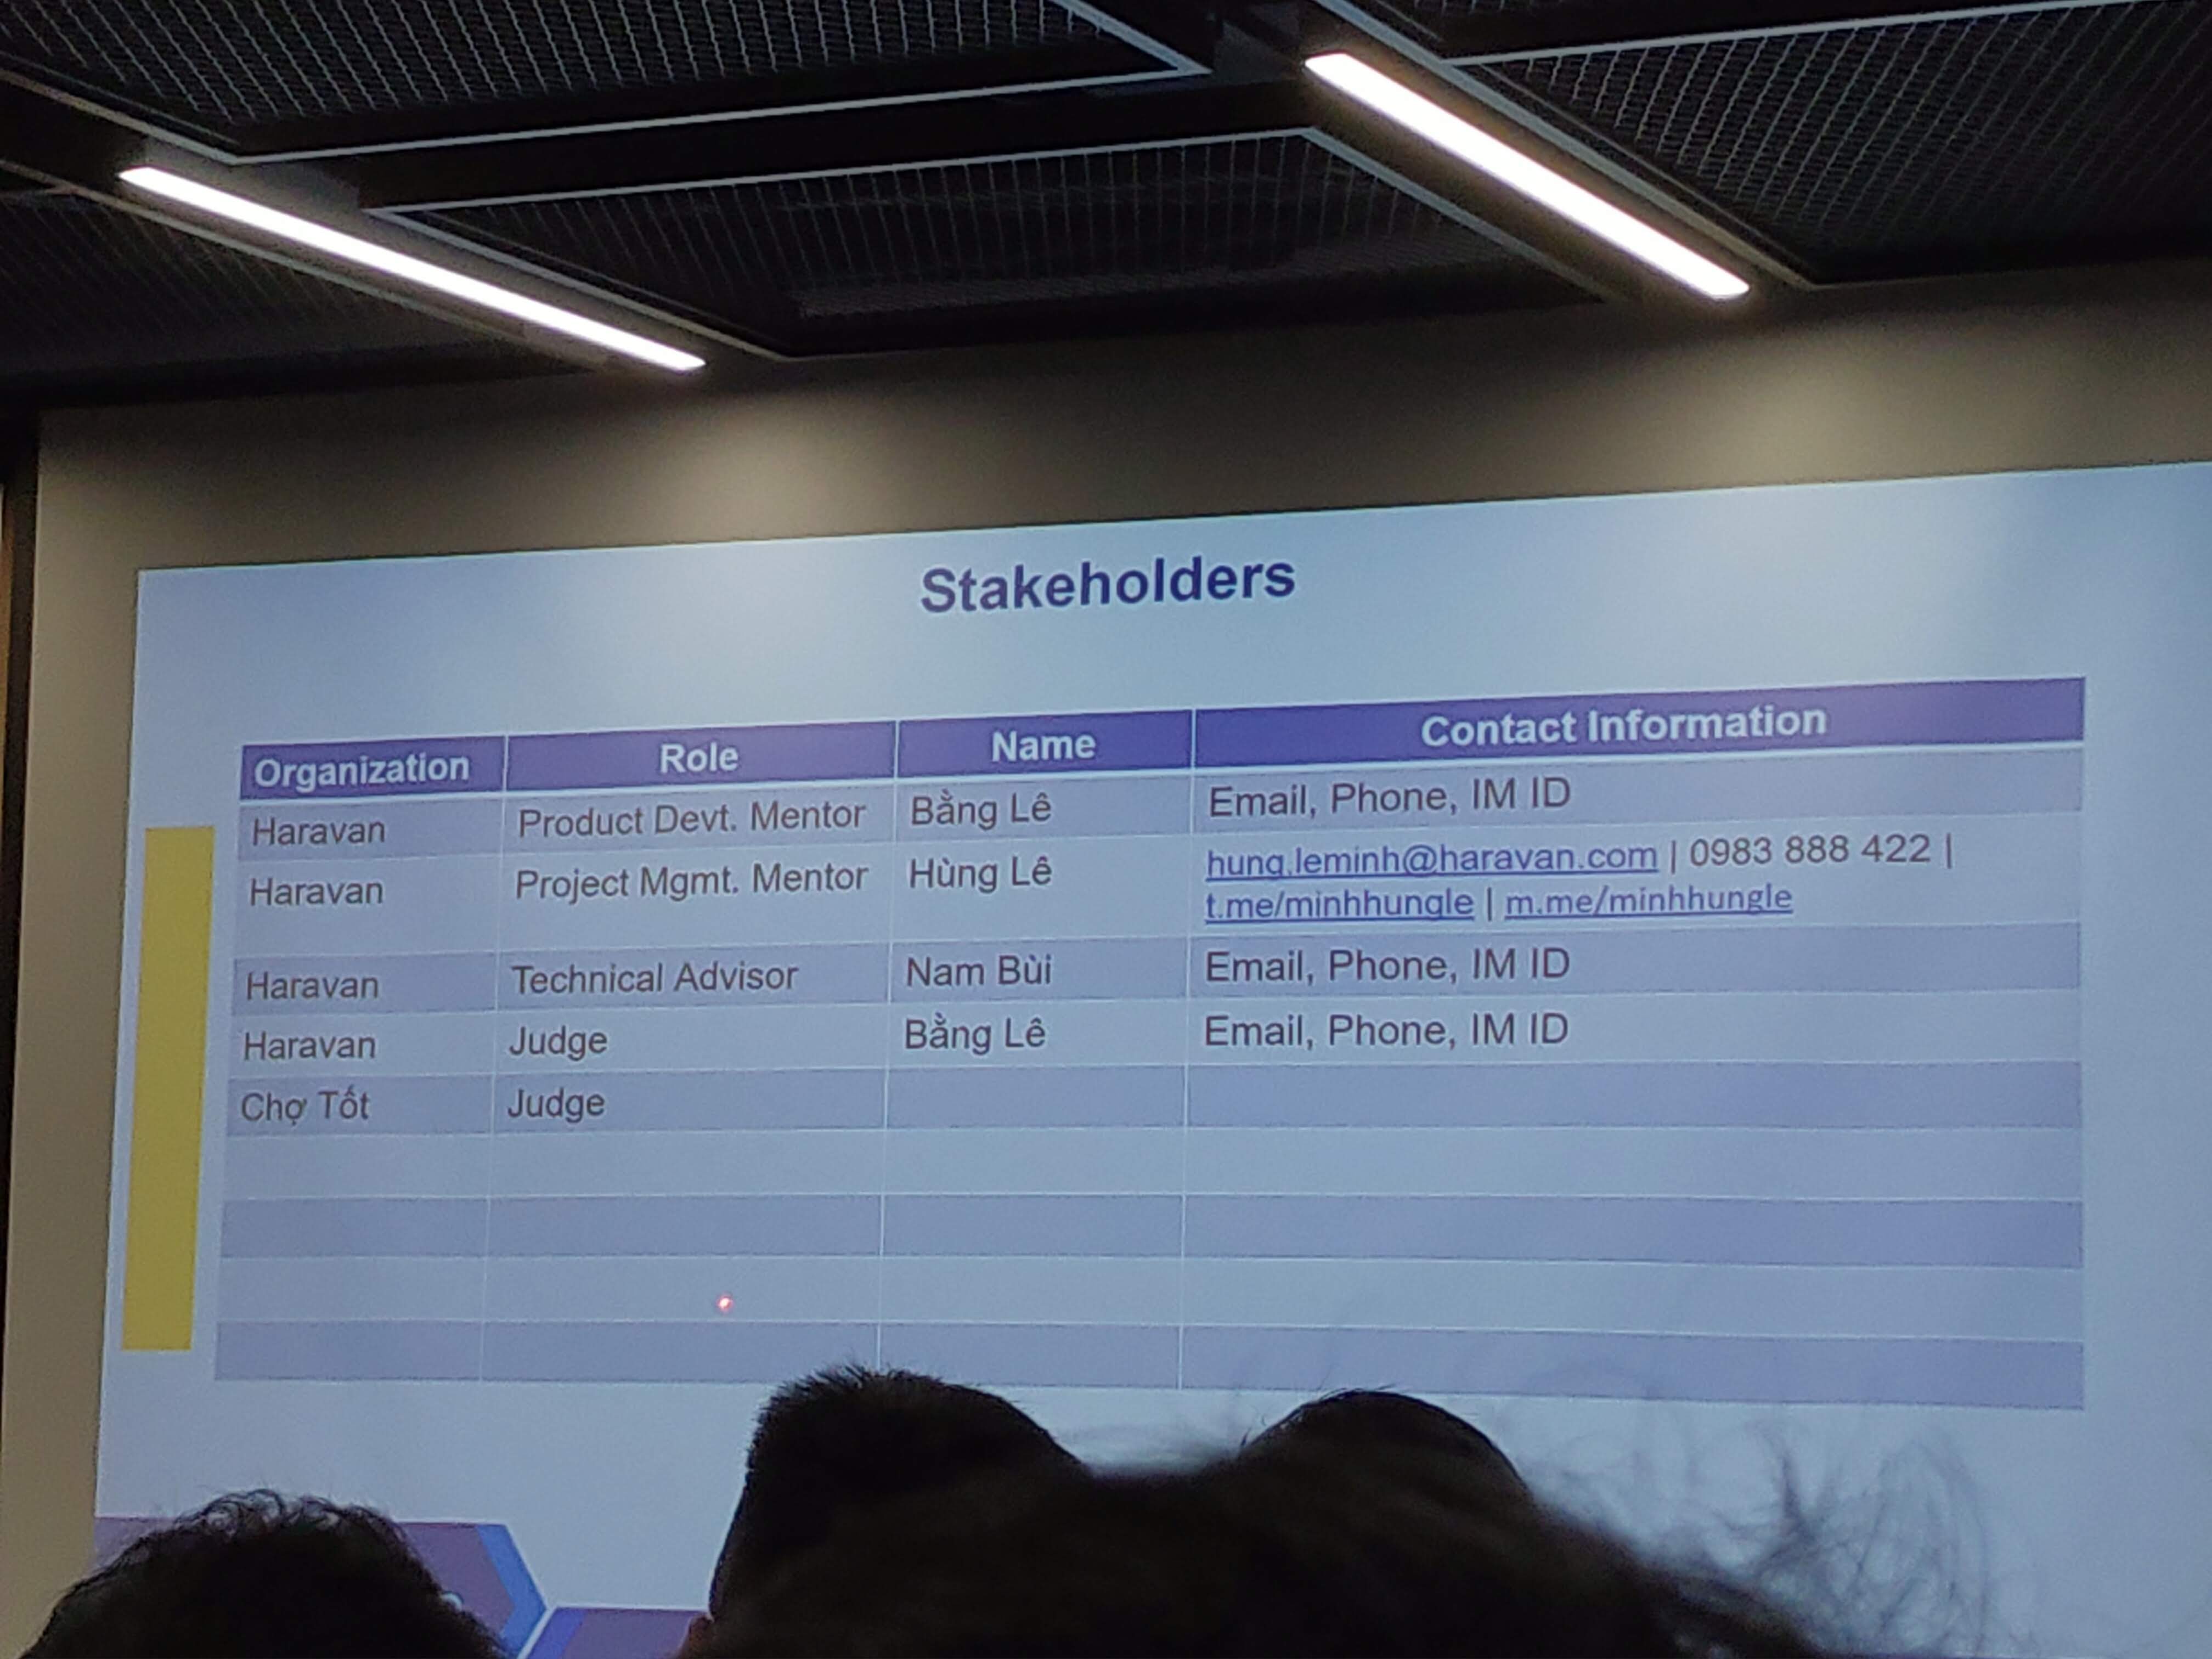 Stakeholders
Organization Role Name Contact Information
Haravan Product Devt. Mentor Bằng Lê Email, Phone, IM ID
Haravan Project Mgmt. Mentor Hùng Lê hung.leminh@haravan.com | 0983 888 422 |
t.me/minhhungle | m.me/minhhungle
Haravan Technical Advisor Nam Bùi Email, Phone, IM ID
Haravan Judge Bằng Lê Email, Phone, IM ID
Chợ Tốt Judge